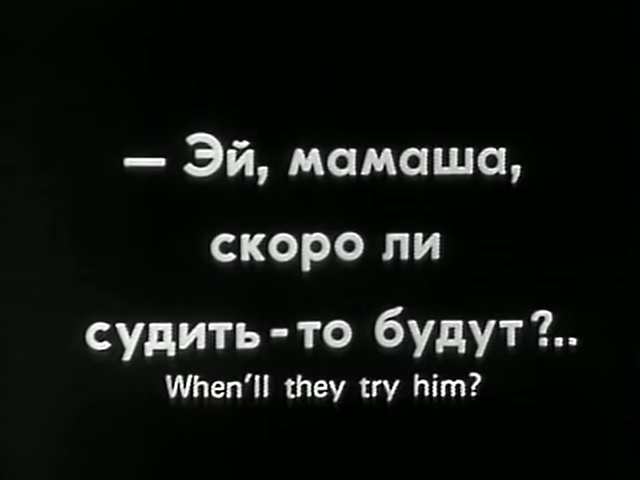 — Эй, мамаша,
скоро ли
судить-то будут?..
When'll they try him?